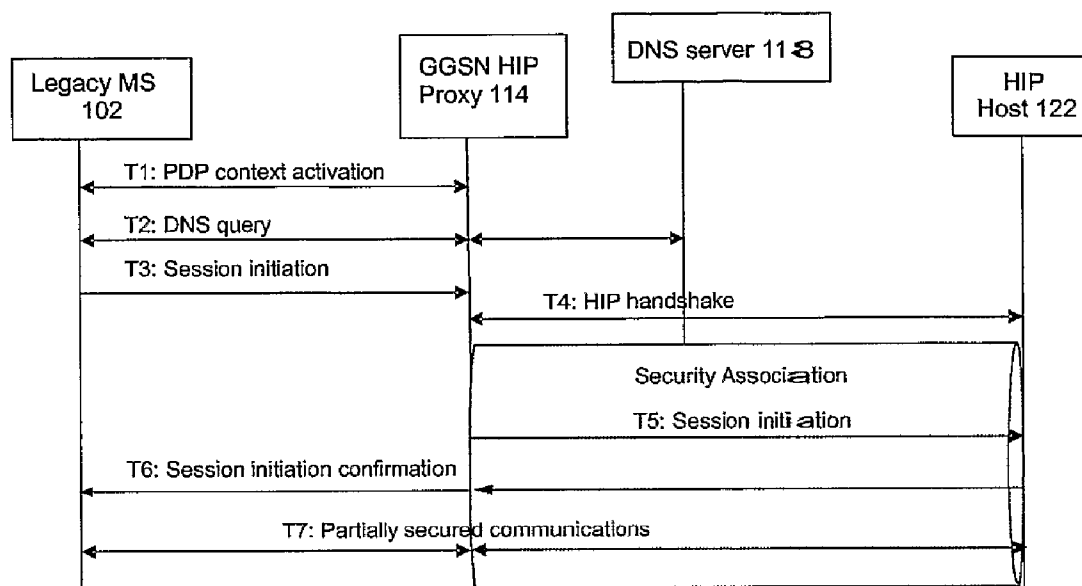 Legacy MS
102
GGSN HIP
Proxy 114
DNS server 118
HIP
Host 122
T1: PDP context activation
T2: DNS query
T3: Session initiation
T4: HIP handshake
Security Association
T5: Session initiation
T6: Session initiation confirmation
T7: Partially secured communications